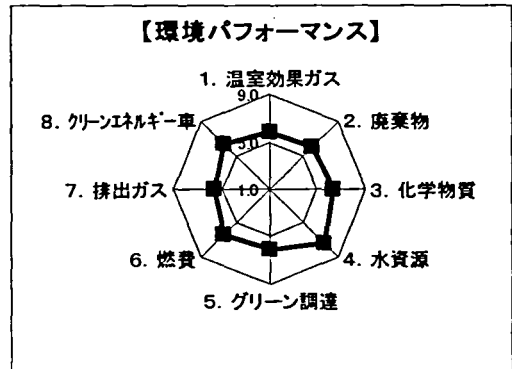 【環境パフォーマンス】
1. 温室効果ガス
9.0
8. クリーンエネルギー車
2. 廃棄物
5.0
7. 排出ガス
1.0
3. 化学物質
6. 燃費
4. 水資源
5. グリーン調達